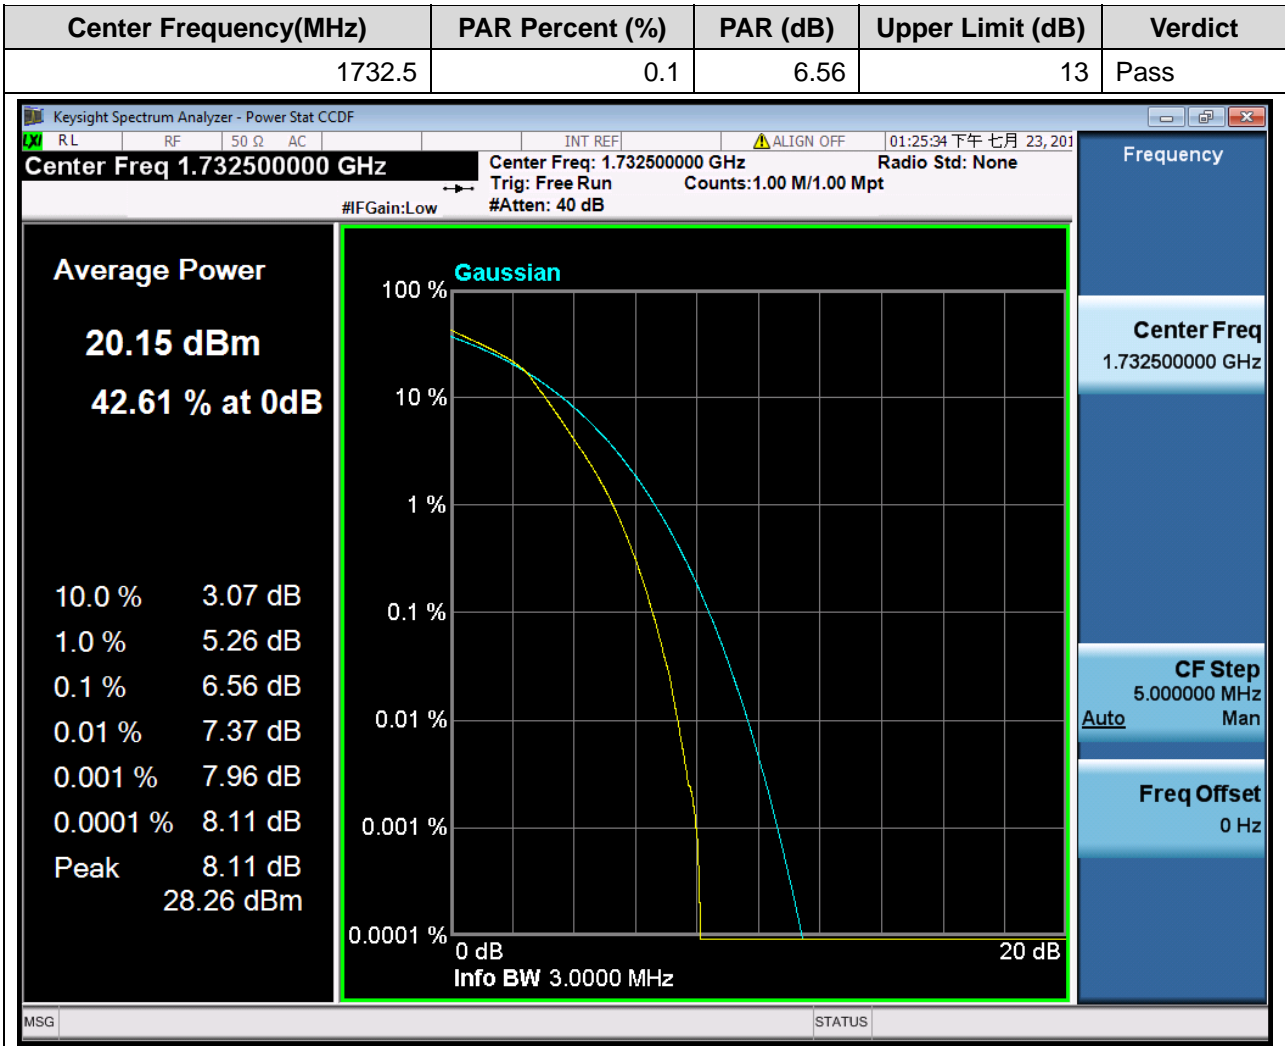 Center Frequency(MHz) PAR Percent (%) PAR (dB) Upper Limit (dB) Verdict
1732.5 0.1 6.56 13 Pass
Keysight Spectrum Analyzer - Power Stat CCDF
LXI RL RF 50 Ω AC INT REF ALIGN OFF 01:25:34 下午 七月 23, 201
Center Freq 1.732500000 GHz
Center Freq: 1.732500000 GHz Radio Std: None
Trig: Free Run Counts:1.00 M/1.00 Mpt
#IFGain:Low #Atten: 40 dB
Frequency
Average Power
20.15 dBm
42.61 % at 0dB
10.0 % 3.07 dB
1.0 % 5.26 dB
0.1 % 6.56 dB
0.01 % 7.37 dB
0.001 % 7.96 dB
0.0001 % 8.11 dB
Peak 8.11 dB
28.26 dBm
Gaussian
100 %
10 %
1 %
0.1 %
0.01 %
0.001 %
0.0001 %
0 dB 20 dB
Info BW 3.0000 MHz
Center Freq
1.732500000 GHz
CF Step
5.000000 MHz
Auto Man
Freq Offset
0 Hz
MSG STATUS